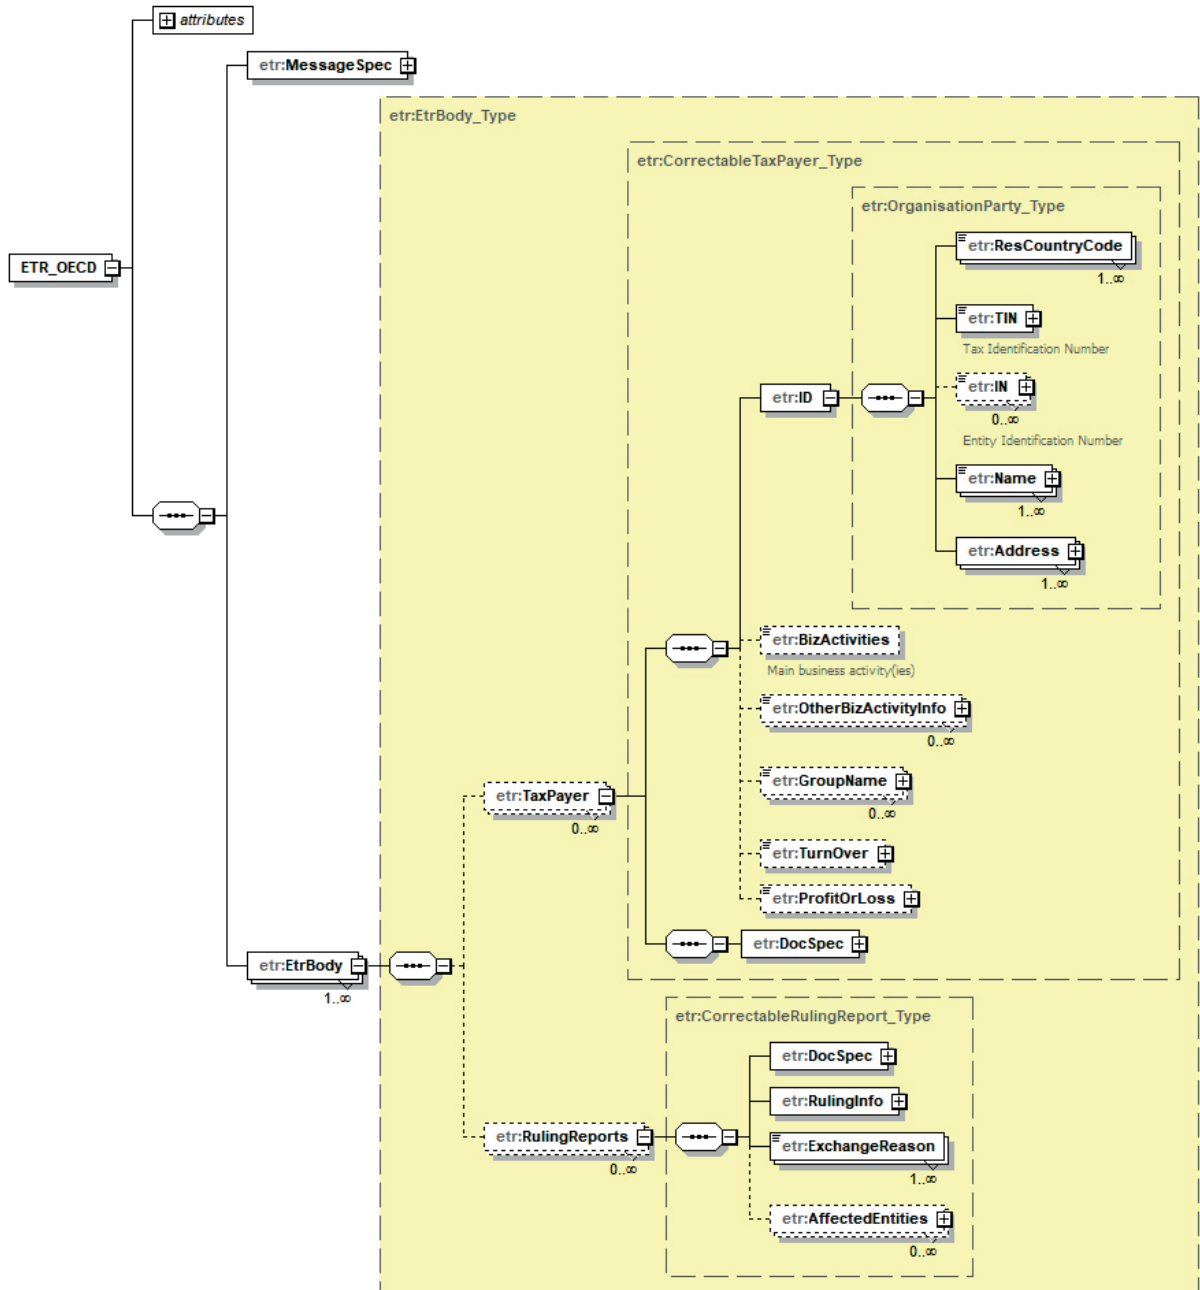 attributes
etr:MessageSpec
etr:EtrBody_Type
etr:CorrectableTaxPayer_Type
etr:OrganisationParty_Type
etr:ResCountryCode
1..∞
ETR_OECD
etr:TIN
Tax Identification Number
etr:IN
0..∞
Entity Identification Number
etr:ID
etr:Name
1..∞
etr:Address
1..∞
etr:BizActivities
Main business activity(ies)
etr:OtherBizActivityInfo
0..∞
etr:GroupName
0..∞
etr:TaxPayer
0..∞
etr:TurnOver
etr:ProfitOrLoss
etr:DocSpec
etr:EtrBody
1..∞
etr:CorrectableRulingReport_Type
etr:DocSpec
etr:RulingInfo
etr:RulingReports
0..∞
etr:ExchangeReason
1..∞
etr:AffectedEntities
0..∞